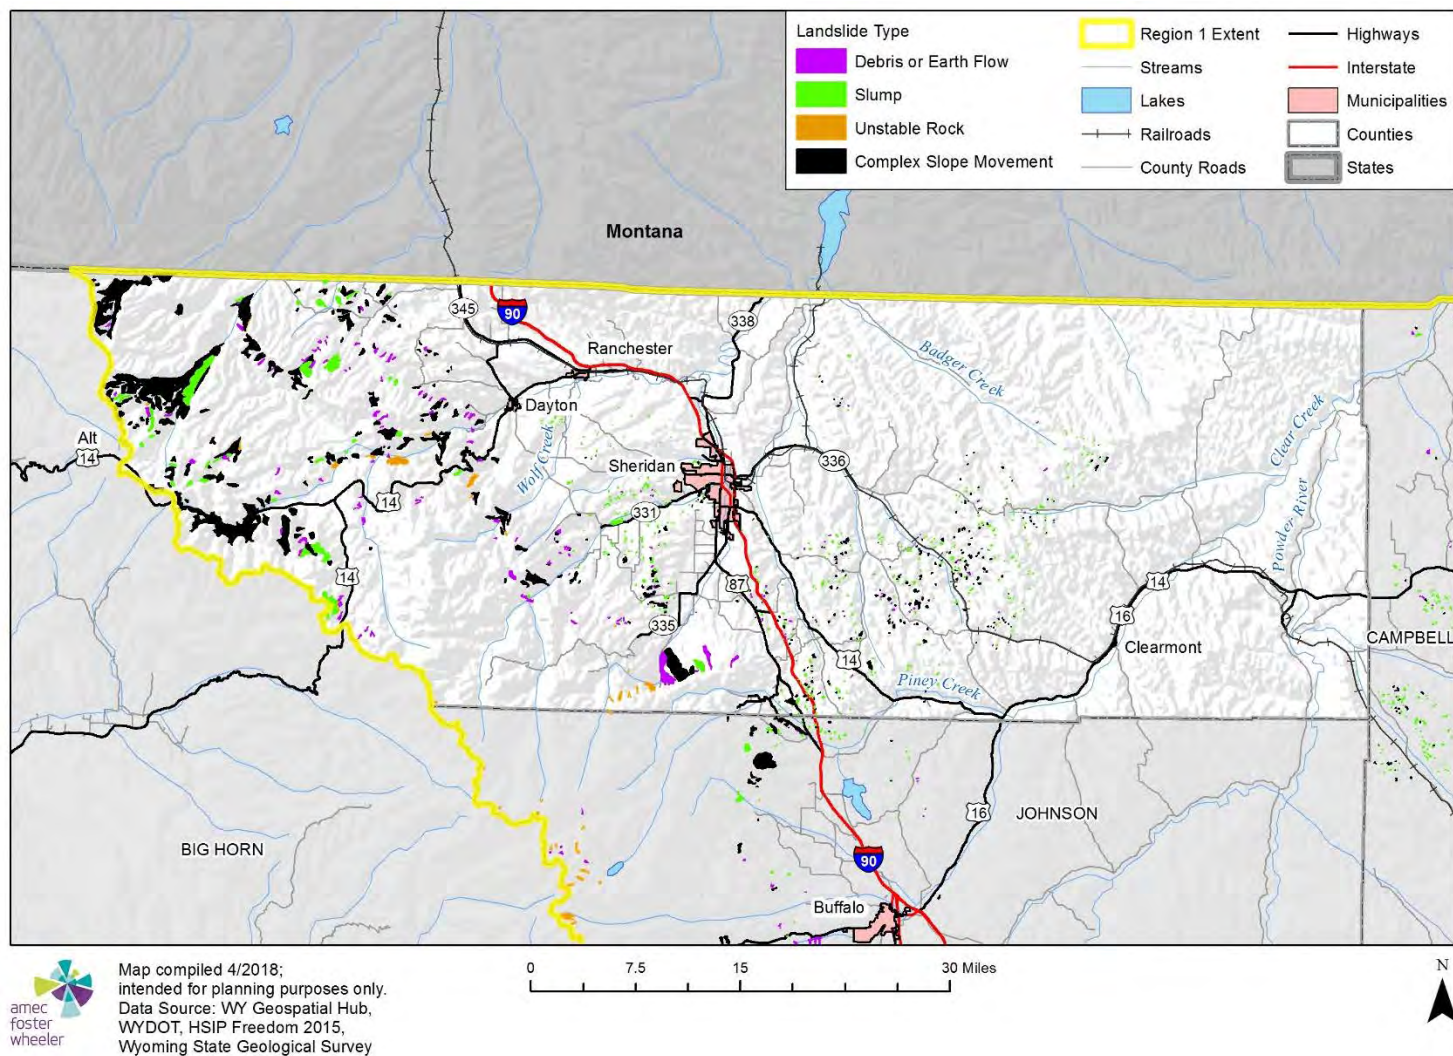 Landslide Type
Debris or Earth Flow
Slump
Unstable Rock
Complex Slope Movement
Region 1 Extent
Streams
Lakes
Railroads
County Roads
Highways
Interstate
Municipalities
Counties
States
Montana
345
90
338
Ranchester
Badger Creek
Dayton
Clear Creek
Alt
14
Wolf Creek
Sheridan
336
14
331
Powder River
14
87
14
16
335
CAMPBELL
Clearmont
14
Piney Creek
16
JOHNSON
BIG HORN
90
Buffalo
amec
foster
wheeler
Map compiled 4/2018;
intended for planning purposes only.
Data Source: WY Geospatial Hub,
WYDOT, HSIP Freedom 2015,
Wyoming State Geological Survey
0 7.5 15 30 Miles
N